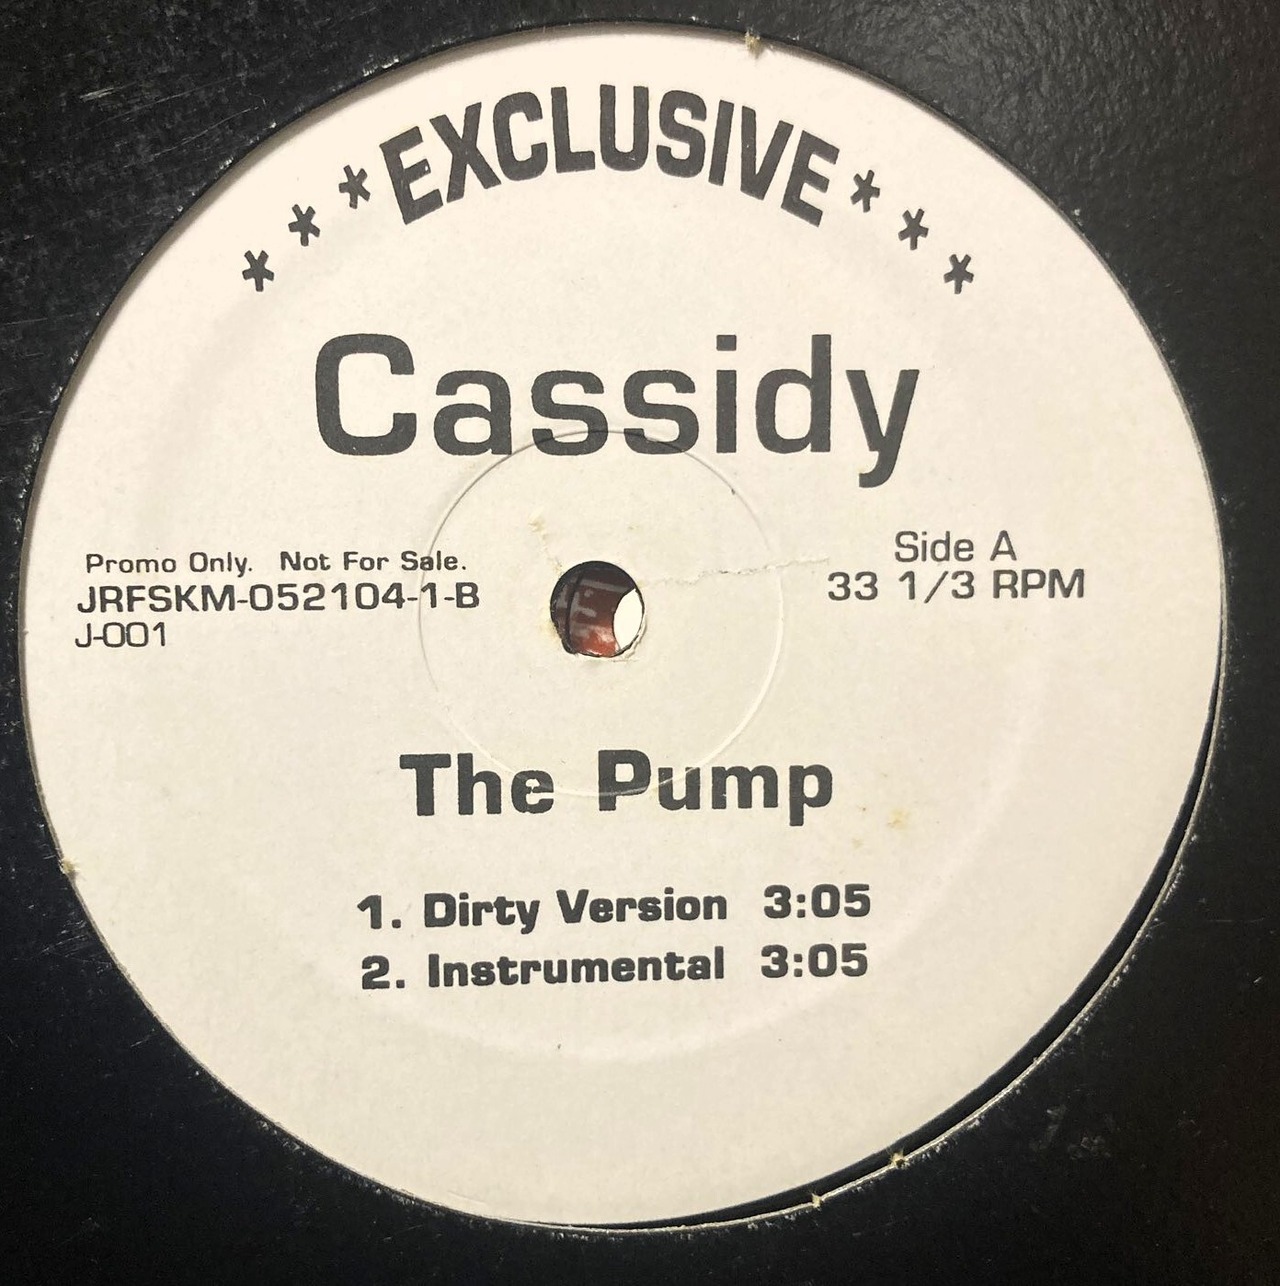 * * * EXCLUSIVE * * *
Cassidy
Promo Only. Not For Sale.
JRFSKM-052104-1-B
J-001
Side A
33 1/3 RPM
The Pump
1. Dirty Version 3:05
2. Instrumental 3:05